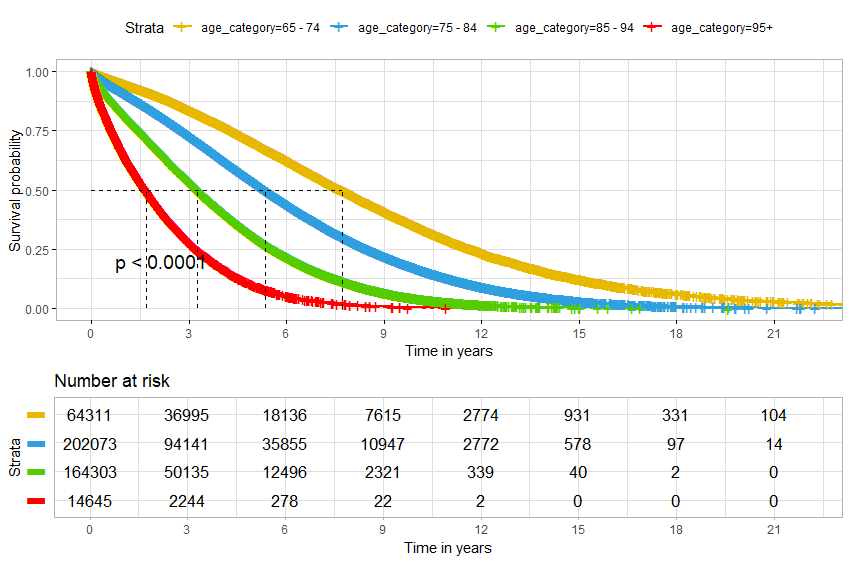 Strata age_category=65 - 74 age_category=75 - 84 age_category=85 - 94 age_category=95+
Survival probability
1.00
0.75
0.50
0.25
0.00
p < 0.0001
0 3 6 9 12 15 18 21
Time in years
Number at risk
Strata
64311 36995 18136 7615 2774 931 331 104
202073 94141 35855 10947 2772 578 97 14
164303 50135 12496 2321 339 40 2 0
14645 2244 278 22 2 0 0 0
0 3 6 9 12 15 18 21
Time in years